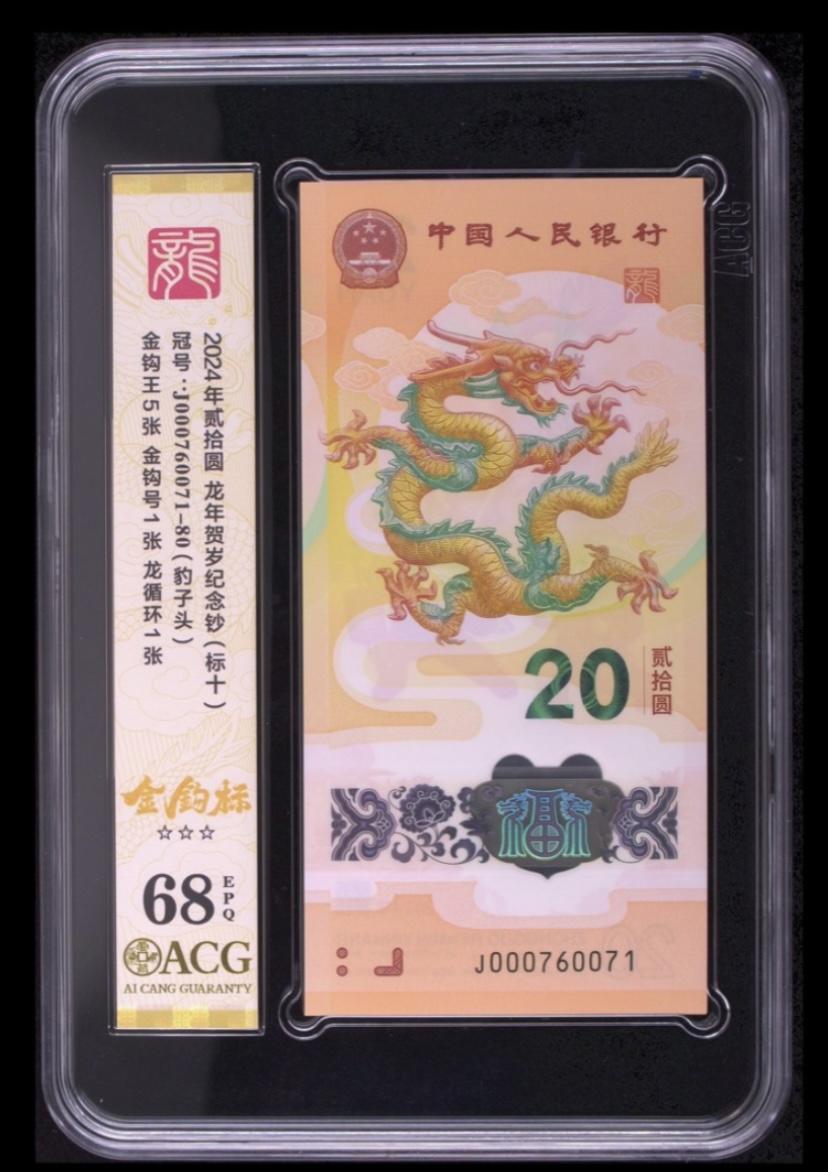 龍
2024年贰拾圆 龙年贺岁纪念钞(标十)
冠号:J000760071-80(豹子头)
金钩王5张 金钩号1张 龙循环1张
金钩标
68
EPQ
ACG
AI CANG GUARANTY
中国人民银行
龍
20
贰拾圆
福
J000760071
ACG